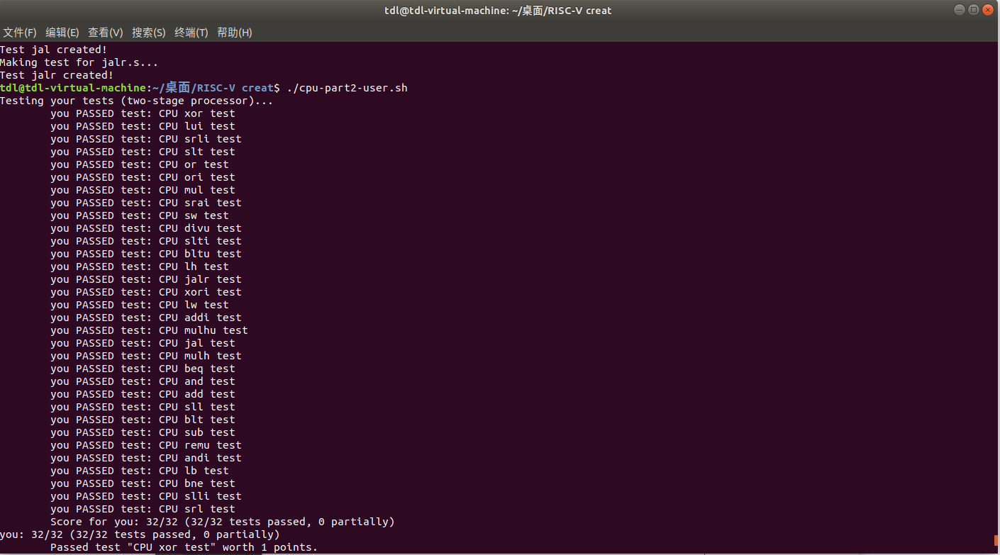 tdl@tdl-virtual-machine: ~/桌面/RISC-V creat
文件(F) 编辑(E) 查看(V) 搜索(S) 终端(T) 帮助(H)
Test jal created!
Making test for jalr.s...
Test jalr created!
tdl@tdl-virtual-machine:~/桌面/RISC-V creat$ ./cpu-part2-user.sh
Testing your tests (two-stage processor)...
you PASSED test: CPU xor test
you PASSED test: CPU lui test
you PASSED test: CPU srli test
you PASSED test: CPU slt test
you PASSED test: CPU or test
you PASSED test: CPU ori test
you PASSED test: CPU mul test
you PASSED test: CPU srai test
you PASSED test: CPU sw test
you PASSED test: CPU divu test
you PASSED test: CPU slti test
you PASSED test: CPU bltu test
you PASSED test: CPU lh test
you PASSED test: CPU jalr test
you PASSED test: CPU xori test
you PASSED test: CPU lw test
you PASSED test: CPU addi test
you PASSED test: CPU mulhu test
you PASSED test: CPU jal test
you PASSED test: CPU mulh test
you PASSED test: CPU beq test
you PASSED test: CPU and test
you PASSED test: CPU add test
you PASSED test: CPU sll test
you PASSED test: CPU blt test
you PASSED test: CPU sub test
you PASSED test: CPU remu test
you PASSED test: CPU andi test
you PASSED test: CPU lb test
you PASSED test: CPU bne test
you PASSED test: CPU slli test
you PASSED test: CPU srl test
Score for you: 32/32 (32/32 tests passed, 0 partially)
you: 32/32 (32/32 tests passed, 0 partially)
Passed test "CPU xor test" worth 1 points.